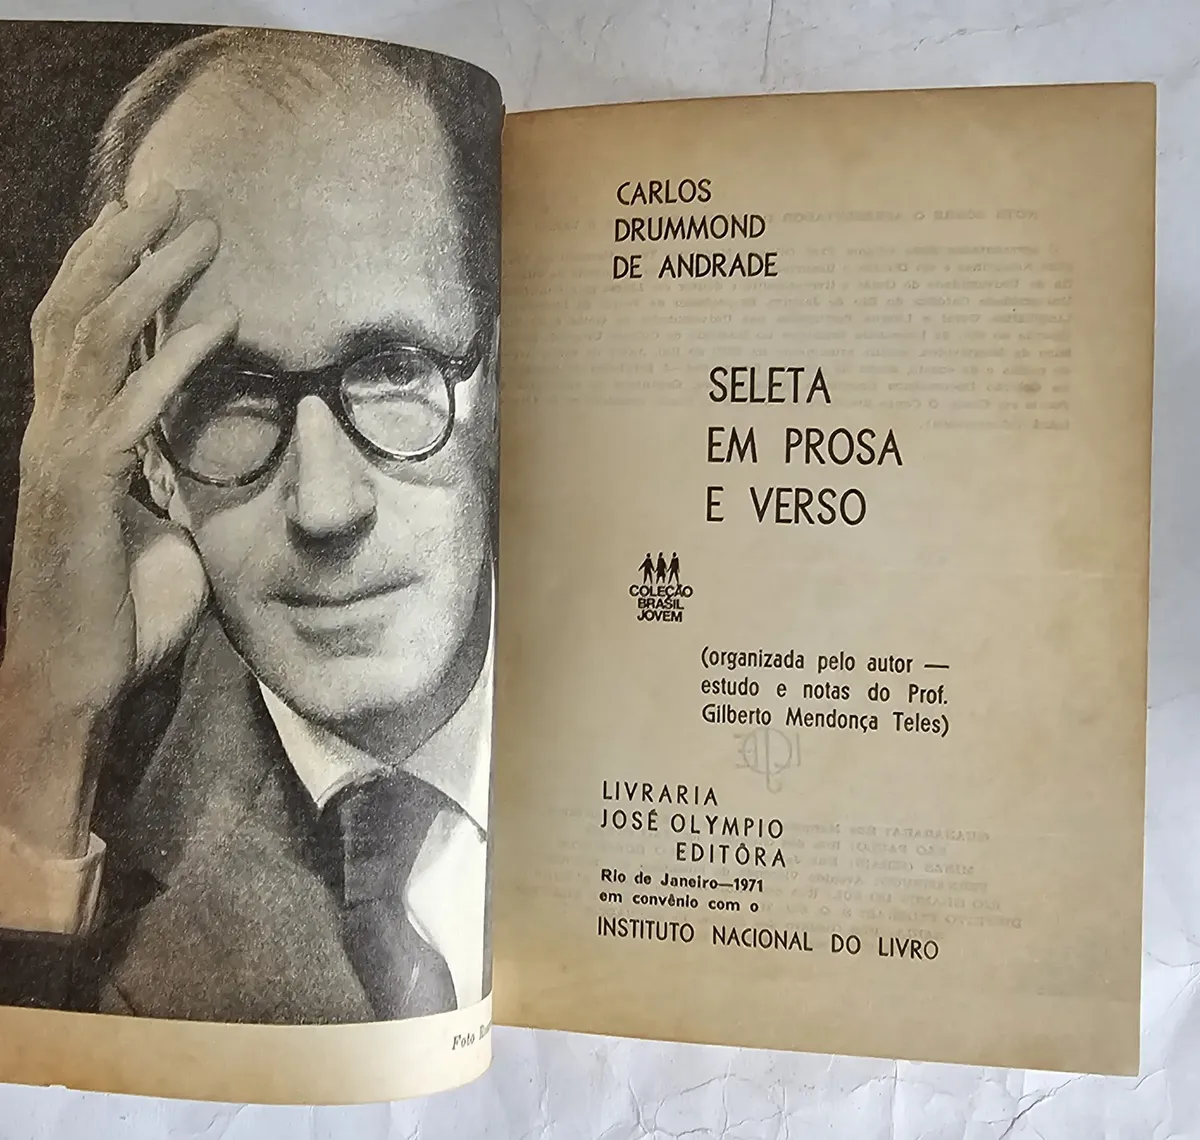 Foto
CARLOS
DRUMMOND
DE ANDRADE
SELETA
EM PROSA
E VERSO
COLEÇÃO
BRASIL
JOVEM
(organizada pelo autor —
estudo e notas do Prof.
Gilberto Mendonça Teles)
LIVRARIA
JOSÉ OLYMPIO
EDITÔRA
Rio de Janeiro—1971
em convênio com o
INSTITUTO NACIONAL DO LIVRO